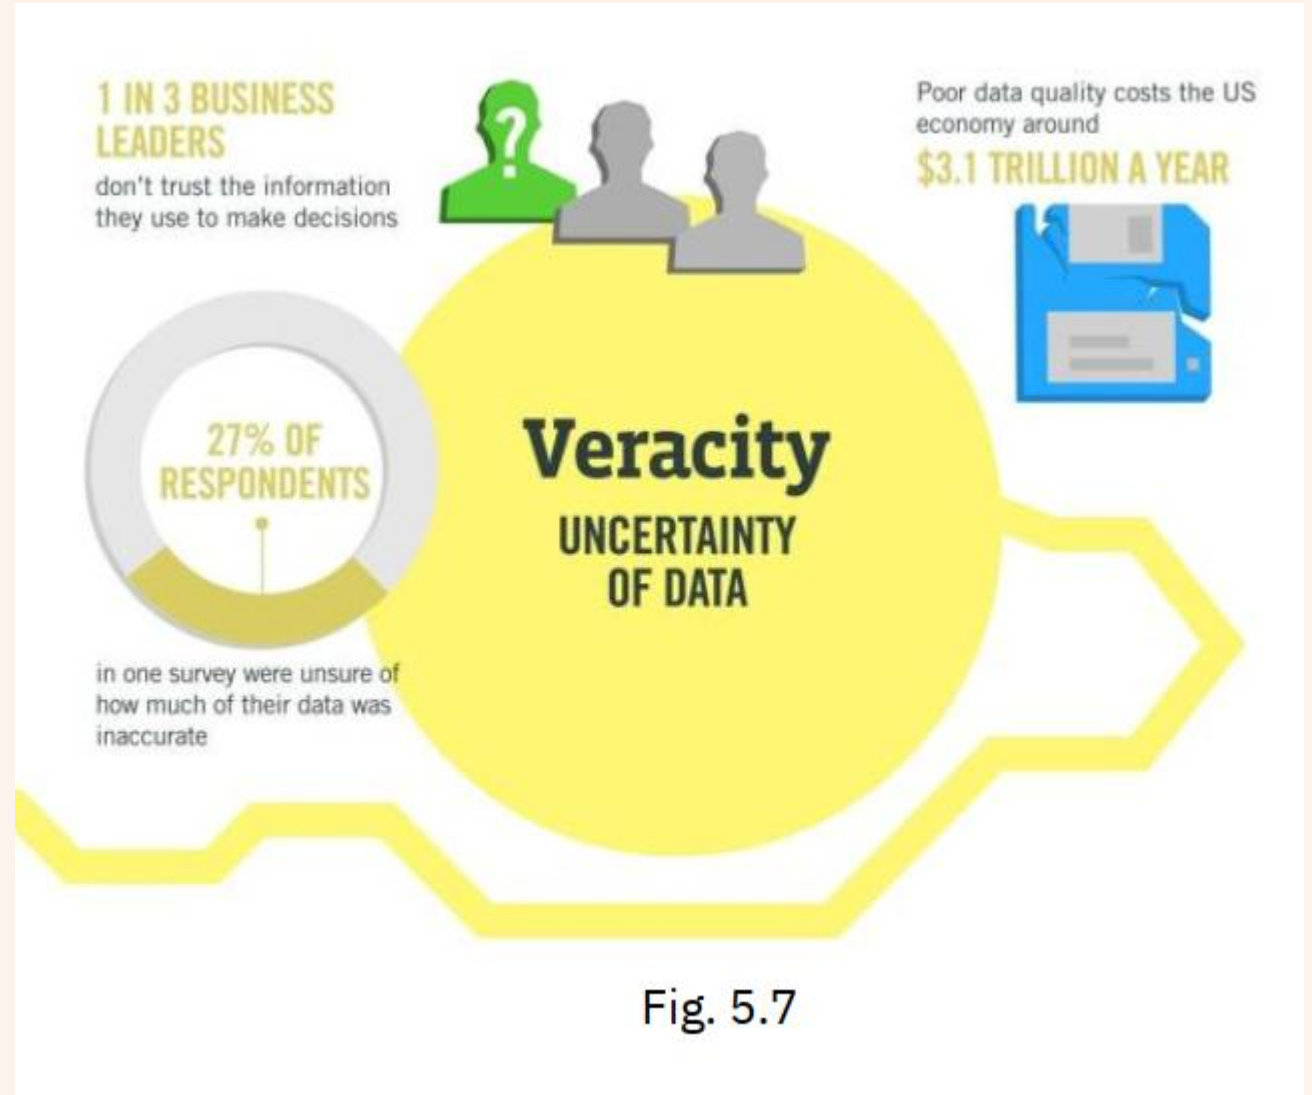 1 IN 3 BUSINESS
LEADERS
don't trust the information
they use to make decisions
?
Poor data quality costs the US
economy around
$3.1 TRILLION A YEAR
27% OF
RESPONDENTS
in one survey were unsure of
how much of their data was
inaccurate
Veracity
UNCERTAINTY
OF DATA
Fig. 5.7